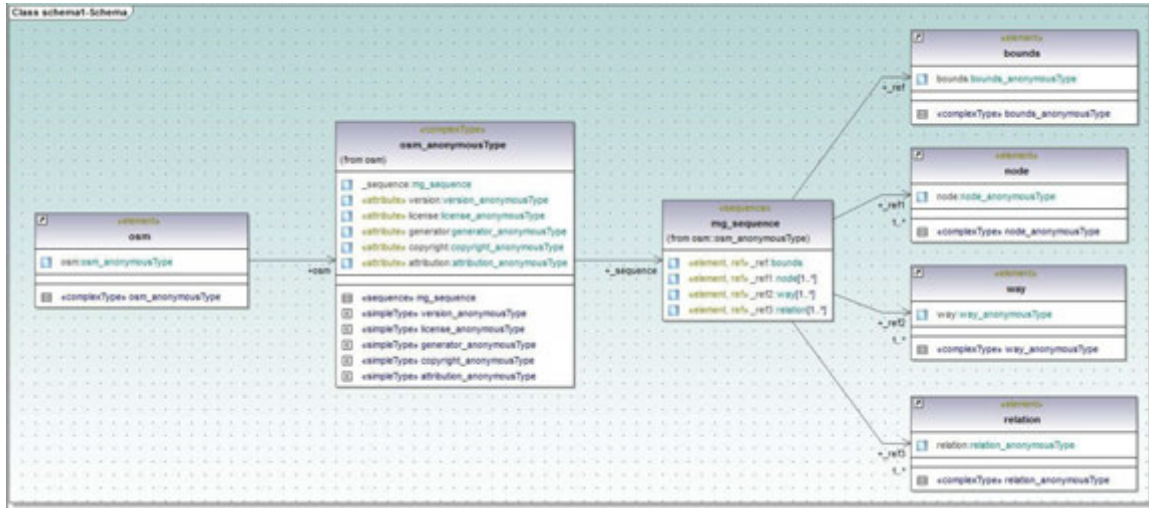 Class schema1-Schema
«element»
osm
osm:osm_anonymousType
«complexType» osm_anonymousType
+osm
«complexType»
osm_anonymousType
(from osm)
_sequence:mg_sequence
«attribute» version:version_anonymousType
«attribute» license:license_anonymousType
«attribute» generator:generator_anonymousType
«attribute» copyright:copyright_anonymousType
«attribute» attribution:attribution_anonymousType
«sequence» mg_sequence
«simpleType» version_anonymousType
«simpleType» license_anonymousType
«simpleType» generator_anonymousType
«simpleType» copyright_anonymousType
«simpleType» attribution_anonymousType
+_sequence
«sequence»
mg_sequence
(from osm::osm_anonymousType)
«element, ref» _ref:bounds
«element, ref» _ref1:node[1..*]
«element, ref» _ref2:way[1..*]
«element, ref» _ref3:relation[1..*]
+_ref
«element»
bounds
bounds:bounds_anonymousType
«complexType» bounds_anonymousType
+_ref1
1..*
«element»
node
node:node_anonymousType
«complexType» node_anonymousType
+_ref2
1..*
«element»
way
way:way_anonymousType
«complexType» way_anonymousType
+_ref3
1..*
«element»
relation
relation:relation_anonymousType
«complexType» relation_anonymousType